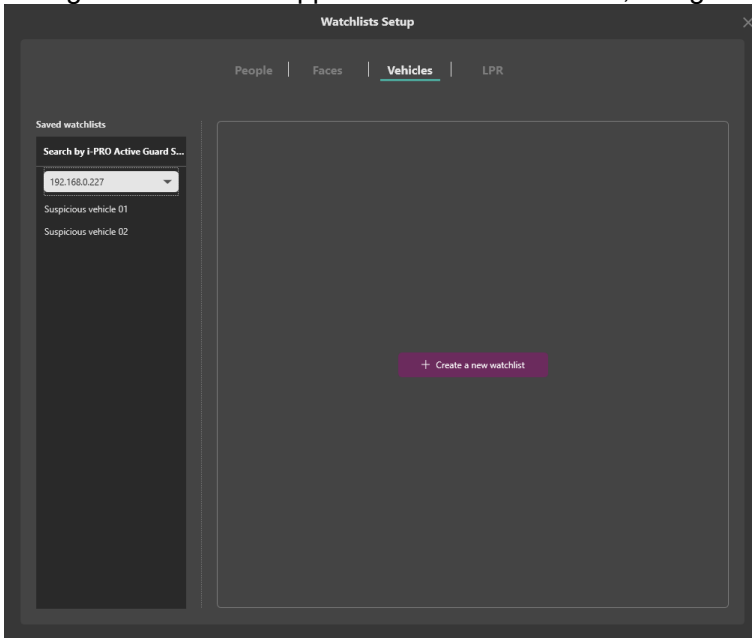 Watchlists Setup
People | Faces | Vehicles | LPR
Saved watchlists
Search by i-PRO Active Guard S...
192.168.0.227
Suspicious vehicle 01
Suspicious vehicle 02
+ Create a new watchlist